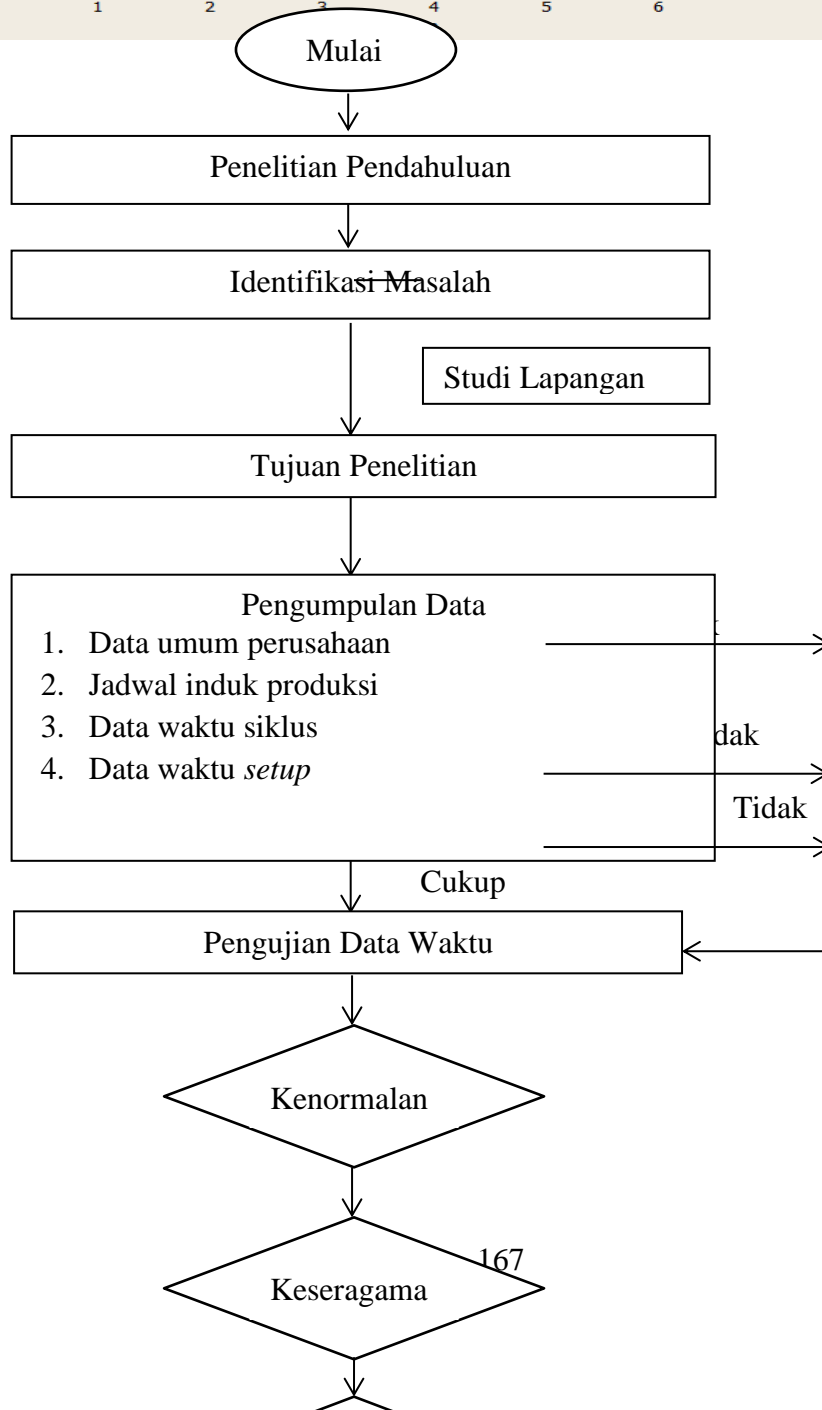 1 2 3 4 5 6
Mulai
Penelitian Pendahuluan
Identifikasi Masalah
Studi Lapangan
Tujuan Penelitian
Pengumpulan Data
1. Data umum perusahaan
2. Jadwal induk produksi
3. Data waktu siklus
dak
4. Data waktu setup
Tidak
Cukup
Pengujian Data Waktu
Kenormalan
167
Keseragama